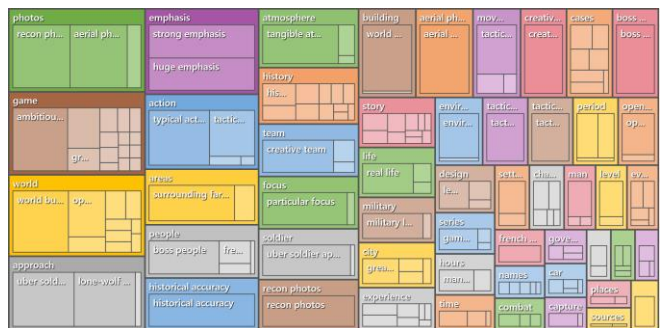 photos
recon ph...
aerial ph...
game
ambitiou...
gr...
world
world bu...
op...
approach
uber sold...
lone-wolf ...
emphasis
strong emphasis
huge emphasis
action
typical act...
tactic...
areas
surrounding far...
people
boss people
fre...
historical accuracy
historical accuracy
atmosphere
tangible at...
history
his...
team
creative team
focus
particular focus
soldier
uber soldier ap...
recon photos
recon photos
building
world ...
aerial ph...
aerial ...
mov...
tactic...
creativ...
creat...
cases
boss ...
boss ...
story
life
real life
military
military l...
city
grea...
experience
envir...
envir...
tactic...
tact...
tactic...
tact...
period
open...
op...
design
le...
series
gam...
hours
man...
time
sett...
cha...
man
level
ev...
french ...
gove...
names
car
combat
capture
places
sources